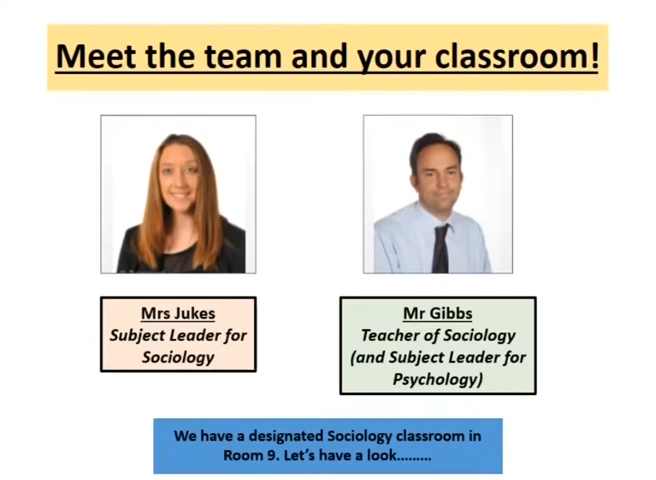 Meet the team and your classroom!
Mrs Jukes
Subject Leader for
Sociology
Mr Gibbs
Teacher of Sociology
(and Subject Leader for
Psychology)
We have a designated Sociology classroom in
Room 9. Let’s have a look………